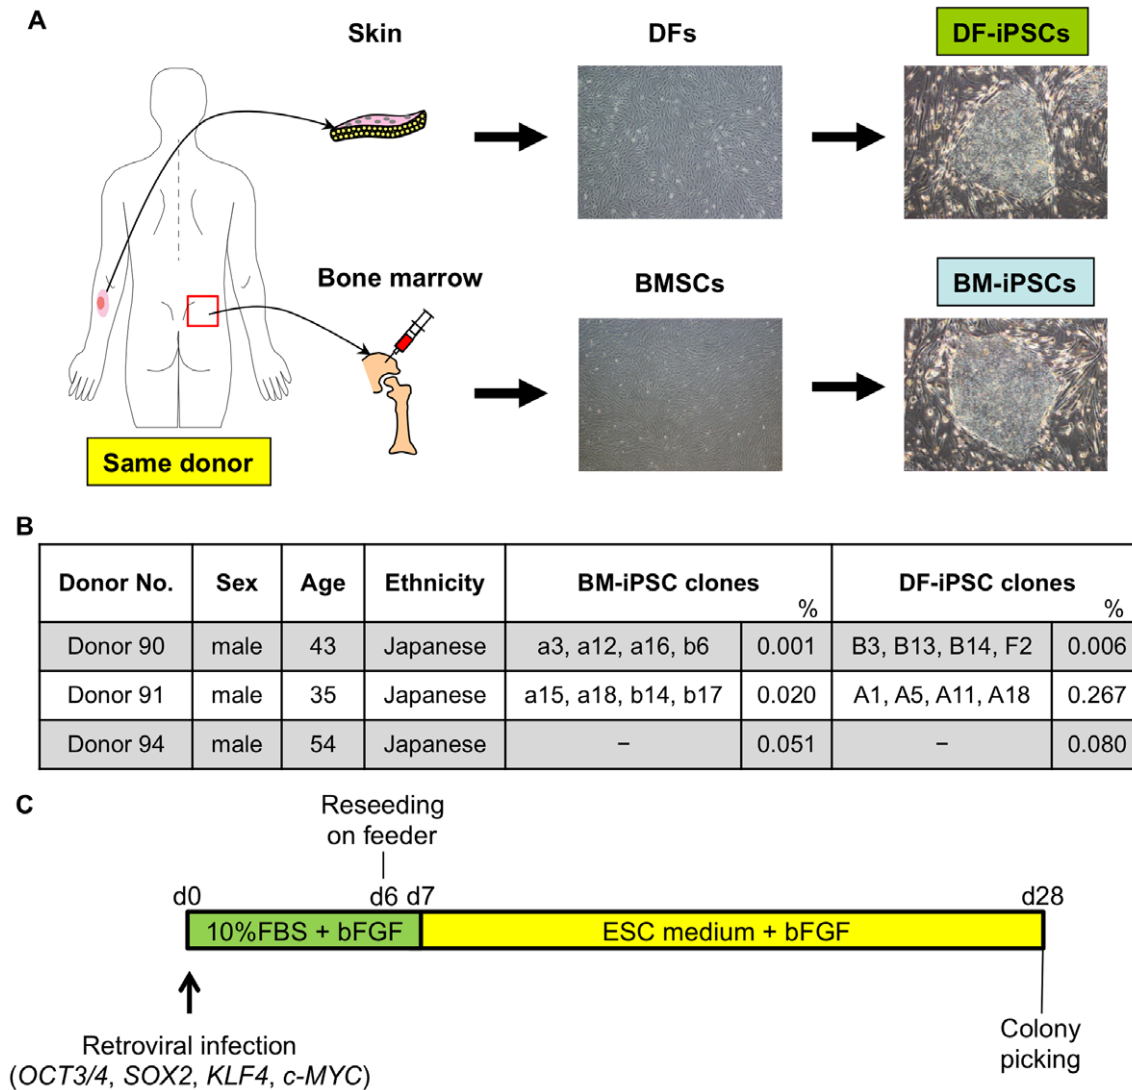 A
Skin
DFs
DF-iPSCs
Bone marrow
BMSCs
BM-iPSCs
Same donor
B
Donor No. Sex Age Ethnicity BM-iPSC clones % DF-iPSC clones %
Donor 90 male 43 Japanese a3, a12, a16, b6 0.001 B3, B13, B14, F2 0.006
Donor 91 male 35 Japanese a15, a18, b14, b17 0.020 A1, A5, A11, A18 0.267
Donor 94 male 54 Japanese − 0.051 − 0.080
C
Reseeding
on feeder
d0 d6 d7 d28
10%FBS + bFGF ESC medium + bFGF
Retroviral infection
(OCT3/4, SOX2, KLF4, c-MYC)
Colony
picking